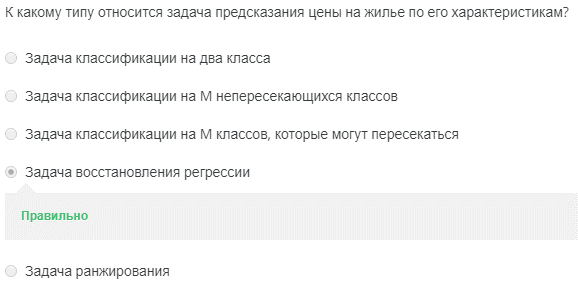 К какому типу относится задача предсказания цены на жилье по его характеристикам?
Задача классификации на два класса
Задача классификации на М непересекающихся классов
Задача классификации на М классов, которые могут пересекаться
Задача восстановления регрессии
Правильно
Задача ранжирования